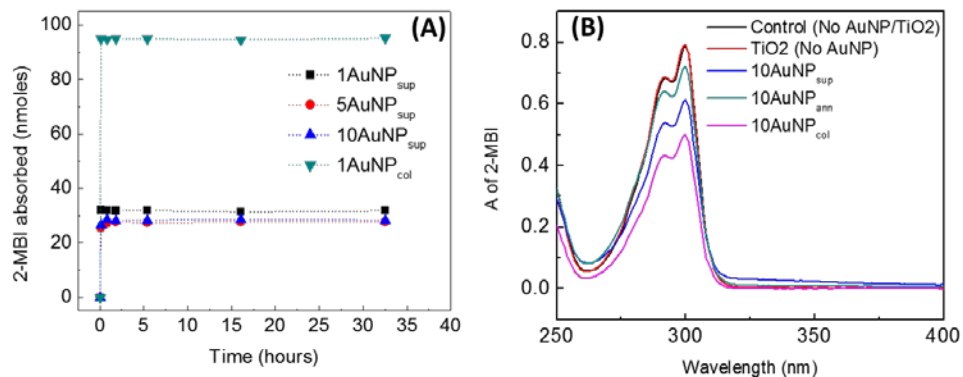 (A)
2-MBI absorbed (nmoles)
100
80
60
40
20
0
1AuNPsup
5AuNPsup
10AuNPsup
1AuNPcol
0 5 10 15 20 25 30 35 40
Time (hours)
(B)
A of 2-MBI
0.8
0.6
0.4
0.2
0.0
Control (No AuNP/TiO2)
TiO2 (No AuNP)
10AuNPsup
10AuNPann
10AuNPcol
250 300 350 400
Wavelength (nm)